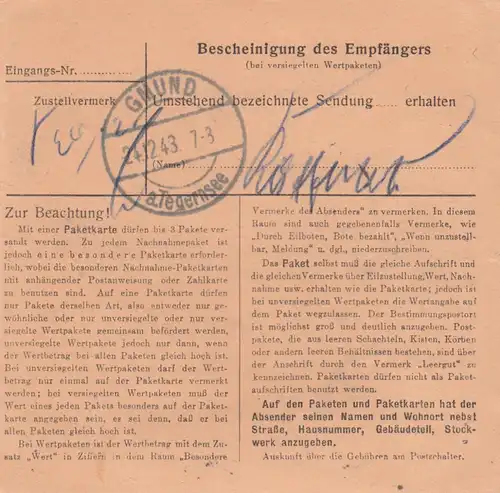 Bescheinigung des Empfängers
(bei versiegelten Wertpaketen)
Eingangs-Nr. ..............
Zustellvermerk
Umstehend bezeichnete Sendung ..... erhalten
GMUND
24.12.43. 7-8
a.Tegernsee
(Name)
Zur Beachtung!
Mit einer Paketkarte dürfen bis 3 Pakete ver-
sandt werden. Zu jedem Nachnahmepaket ist
jedoch eine besondere Paketkarte erforder-
lich, wobei die besonderen Nachnahme-Paketkarten
mit anhängender Postanweisung oder Zahlkarte
zu benutzen sind. Auf eine Paketkarte dürfen
nur Pakete derselben Art, also entweder nur ge-
wöhnliche oder nur unversiegelte oder nur ver-
siegelte Wertpakete gemeinsam befördert werden,
unversiegelte Wertpakete jedoch nur dann, wenn
der Wertbetrag bei allen Paketen gleich hoch ist.
Bei unversiegelten Wertpaketen darf der Wert-
betrag nur einmal auf der Paketkarte vermerkt
werden; bei versiegelten Wertpaketen muß der
Wert eines jeden Pakets besonders auf der Paket-
karte angegeben sein, es sei denn, daß er bei
allen Paketen gleich hoch ist.
Bei Wertpaketen ist der Wertbetrag mit dem Zu-
satz „Wert" in Ziffern in dem Raum „Besondere
Vermerke des Absenders" zu vermerken. In diesem
Raum sind auch gegebenenfalls Vermerke, wie
„Durch Eilboten, Bote bezahlt", „Wenn unzustell-
bar, Meldung" u. dgl., niederzuschreiben.
Das Paket selbst muß die gleiche Aufschrift und
die gleichen Vermerke über Eilzustellung, Wert, Nach-
nahme usw. erhalten wie die Paketkarte; jedoch ist
bei unversiegelten Wertpaketen die Wertangabe auf
dem Paket wegzulassen. Der Bestimmungspostort
ist möglichst groß und deutlich anzugeben. Post-
pakete, die aus leeren Schachteln, Kisten, Körben
oder andern leeren Behältnissen bestehen, sind über
der Anschrift durch den Vermerk „Leergut" zu
kennzeichnen. Paketkarten dürfen nicht als Paket-
aufschriften benutzt werden.
Auf den Paketen und Paketkarten hat der
Absender seinen Namen und Wohnort nebst
Straße, Hausnummer, Gebäudeteil, Stock-
werk anzugeben.
Auskunft über die Gebühren am Postschalter.